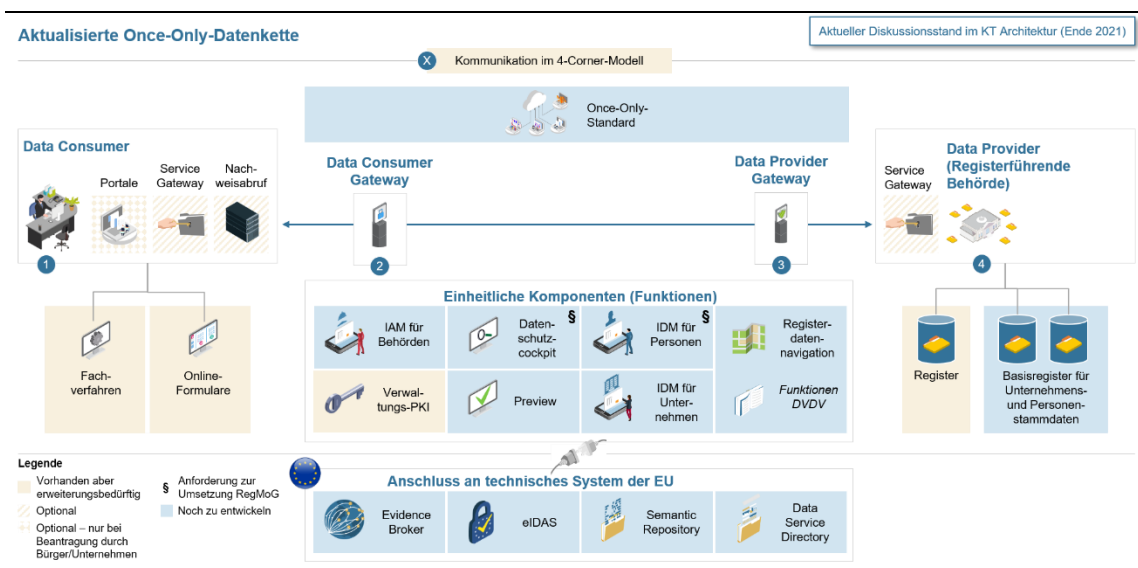 Aktualisierte Once-Only-Datenkette
Aktueller Diskussionsstand im KT Architektur (Ende 2021)
X Kommunikation im 4-Corner-Modell
Once-Only-
Standard
Data Consumer
Portale
Service
Gateway
Nach-
weisabruf
1
Data Consumer
Gateway
2
Data Provider
Gateway
3
Service
Gateway
Data Provider
(Registerführende
Behörde)
4
Fach-
verfahren
Online-
Formulare
Einheitliche Komponenten (Funktionen)
IAM für
Behörden
Daten-
schutz-
cockpit
§
IDM für
Personen
§
Register-
daten-
navigation
Verwal-
tungs-PKI
Preview
IDM für
Unter-
nehmen
Funktionen
DVDV
Register
Basisregister für
Unternehmens-
und Personen-
stammdaten
Legende
Vorhanden aber
erweiterungsbedürftig
Optional
Optional – nur bei
Beantragung durch
Bürger/Unternehmen
§ Anforderung zur
Umsetzung RegMoG
Noch zu entwickeln
Anschluss an technisches System der EU
Evidence
Broker
eIDAS
Semantic
Repository
Data
Service
Directory